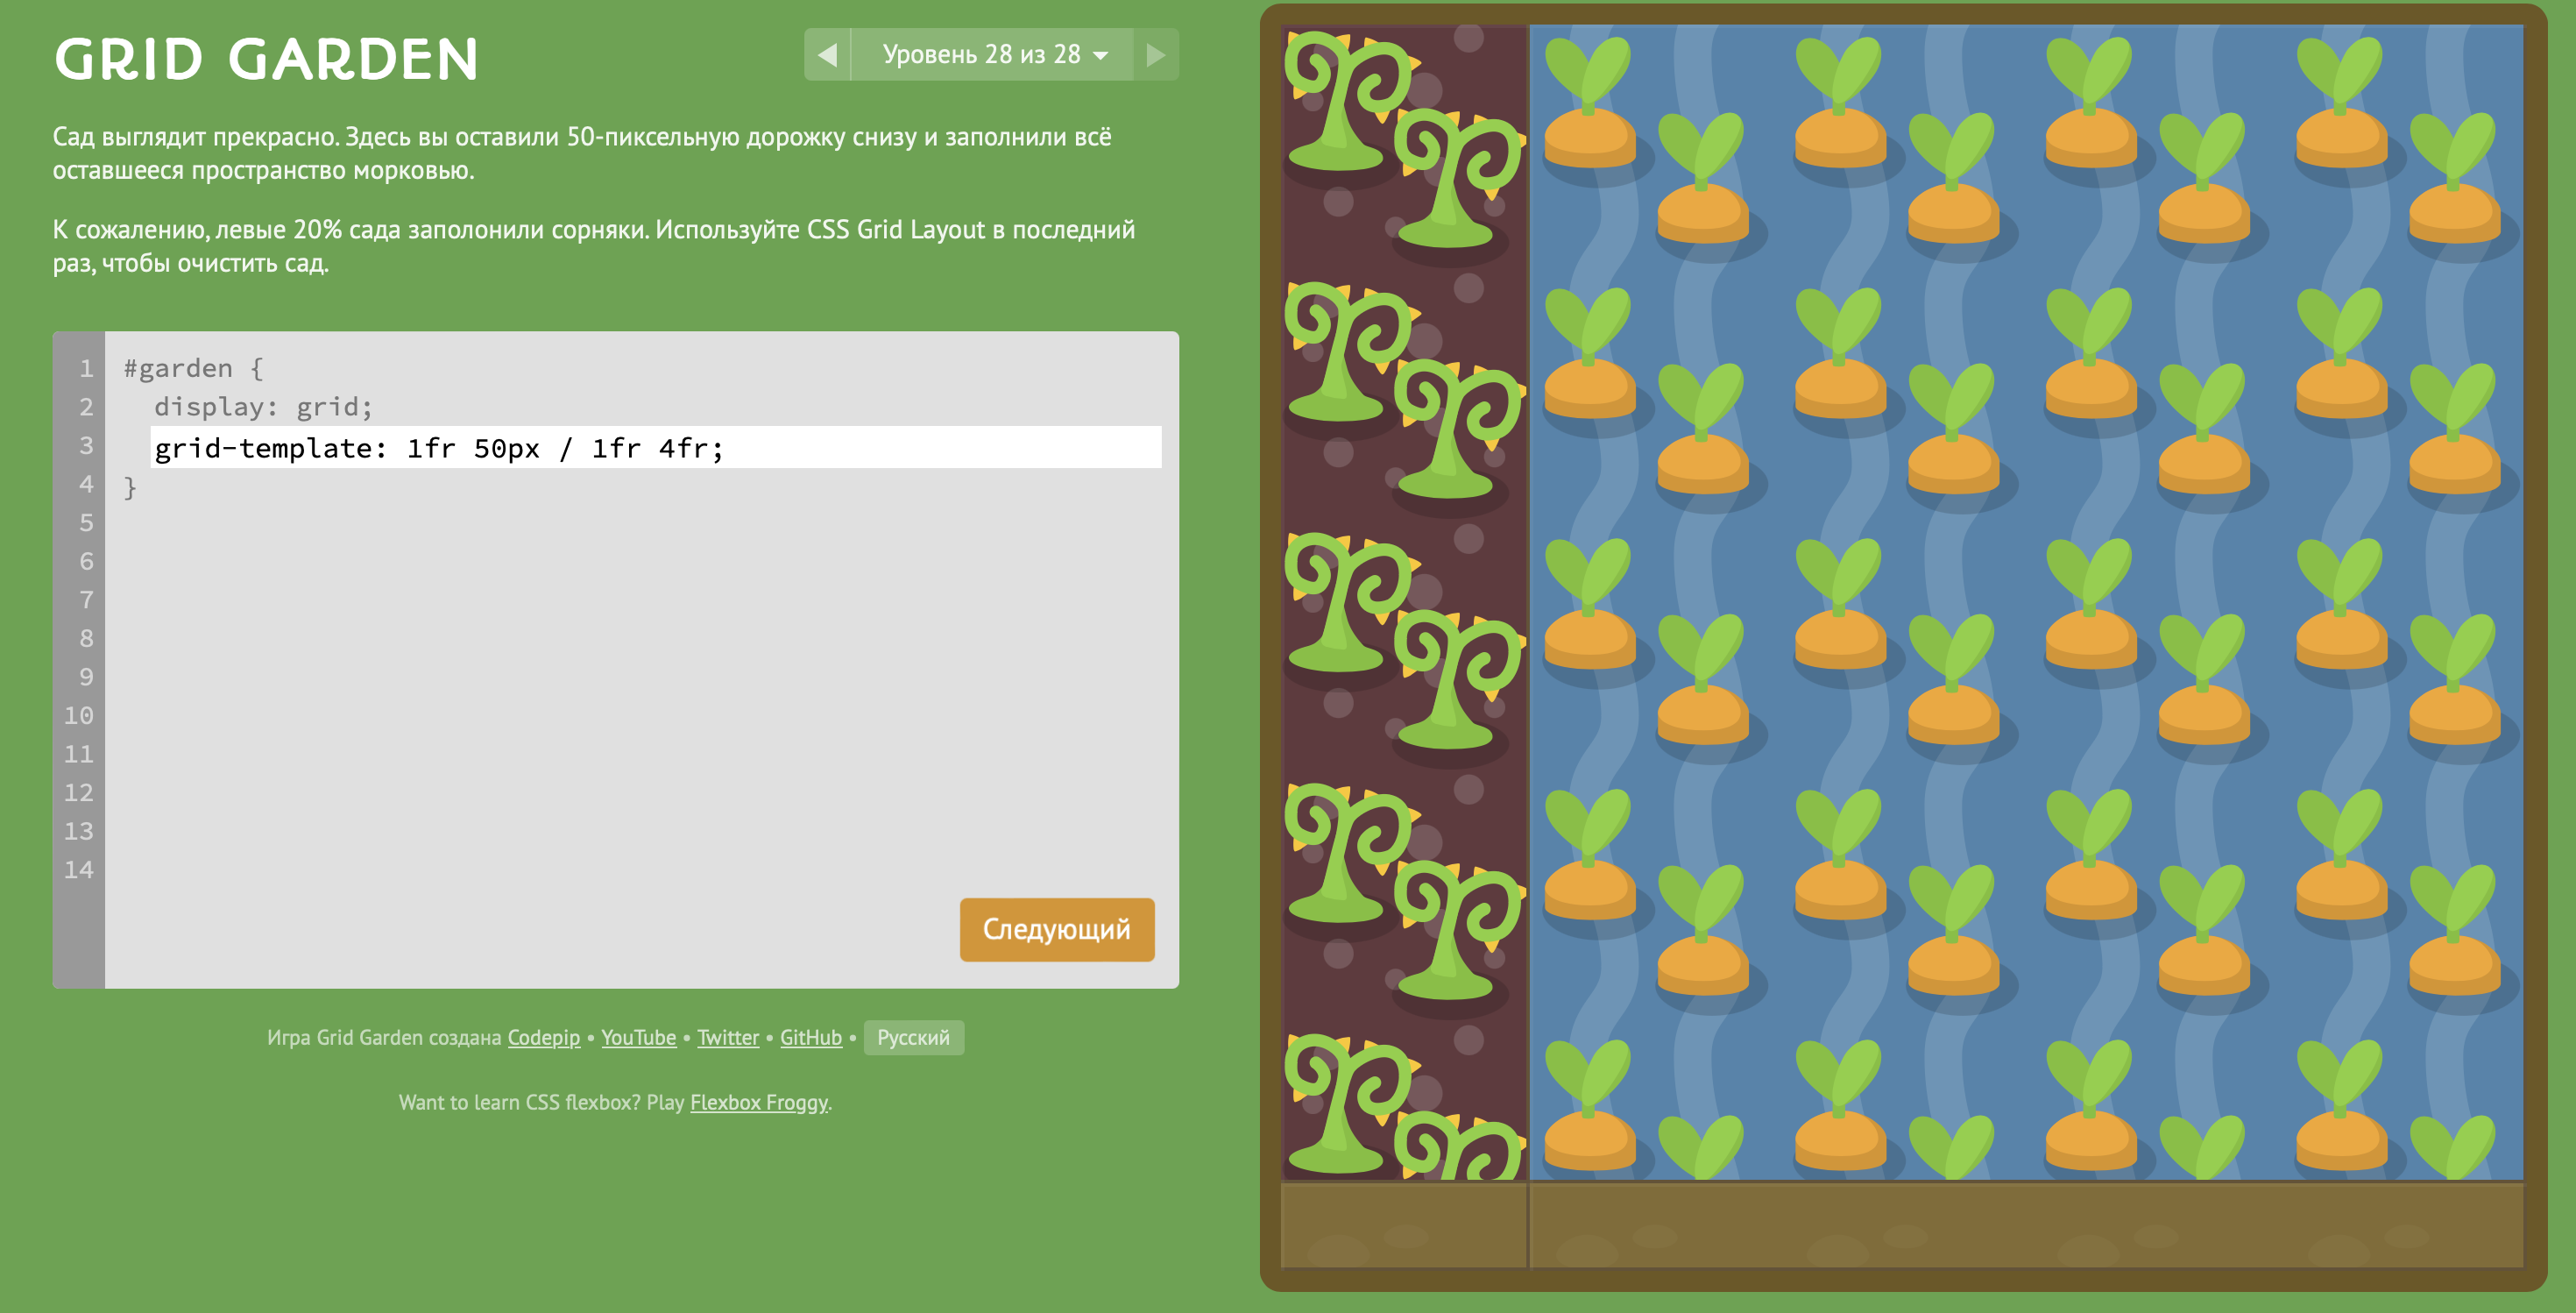 GRID GARDEN
Уровень 28 из 28
Сад выглядит прекрасно. Здесь вы оставили 50-пиксельную дорожку снизу и заполнили всё
оставшееся пространство морковью.
К сожалению, левые 20% сада заполонили сорняки. Используйте CSS Grid Layout в последний
раз, чтобы очистить сад.
1 #garden {
2 display: grid;
3 grid-template: 1fr 50px / 1fr 4fr;
4 }
5
6
7
8
9
10
11
12
13
14
Следующий
Игра Grid Garden создана Codepip • YouTube • Twitter • GitHub • Русский
Want to learn CSS flexbox? Play Flexbox Froggy.